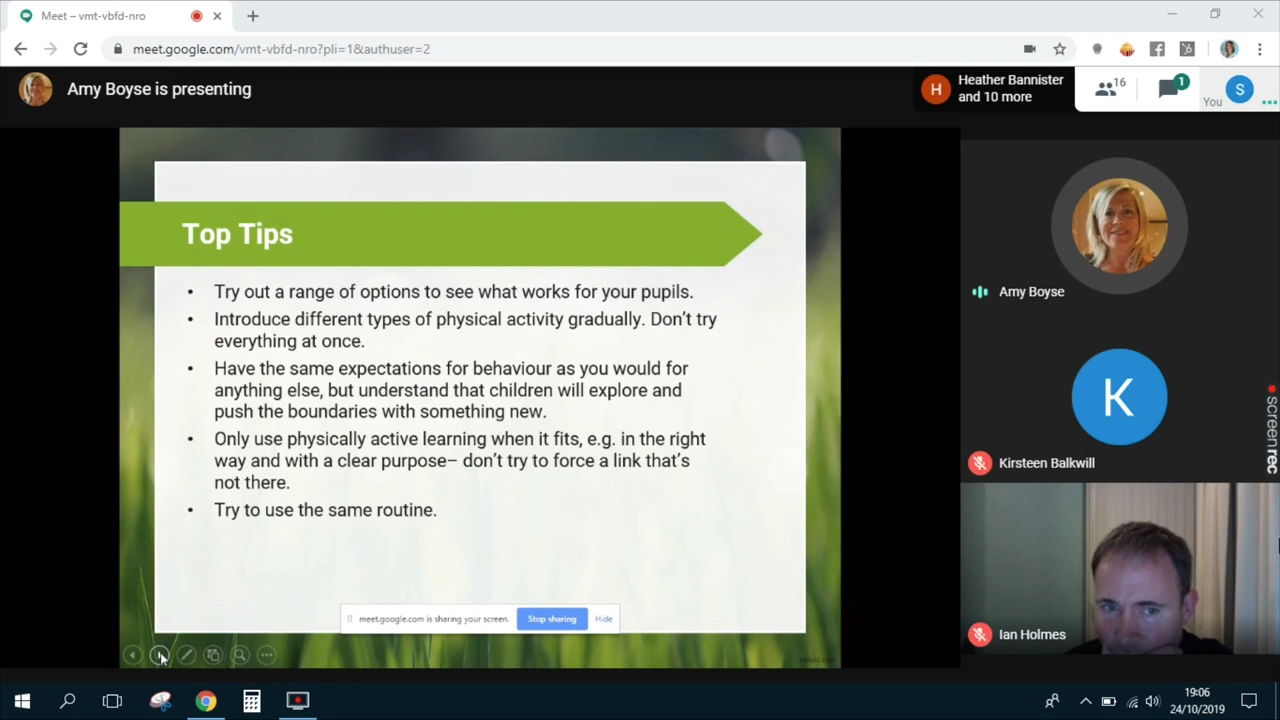 Meet – vmt-vbfd-nro
meet.google.com/vmt-vbfd-nro?pli=1&authuser=2
Amy Boyse is presenting
H
Heather Bannister
and 10 more
16
1
You
S
Top Tips
• Try out a range of options to see what works for your pupils.
• Introduce different types of physical activity gradually. Don't try
everything at once.
• Have the same expectations for behaviour as you would for
anything else, but understand that children will explore and
push the boundaries with something new.
• Only use physically active learning when it fits, e.g. in the right
way and with a clear purpose– don't try to force a link that's
not there.
• Try to use the same routine.
meet.google.com is sharing your screen.
Stop sharing
Hide
Amy Boyse
K
Kirsteen Balkwill
Ian Holmes
screenrec
19:06
24/10/2019